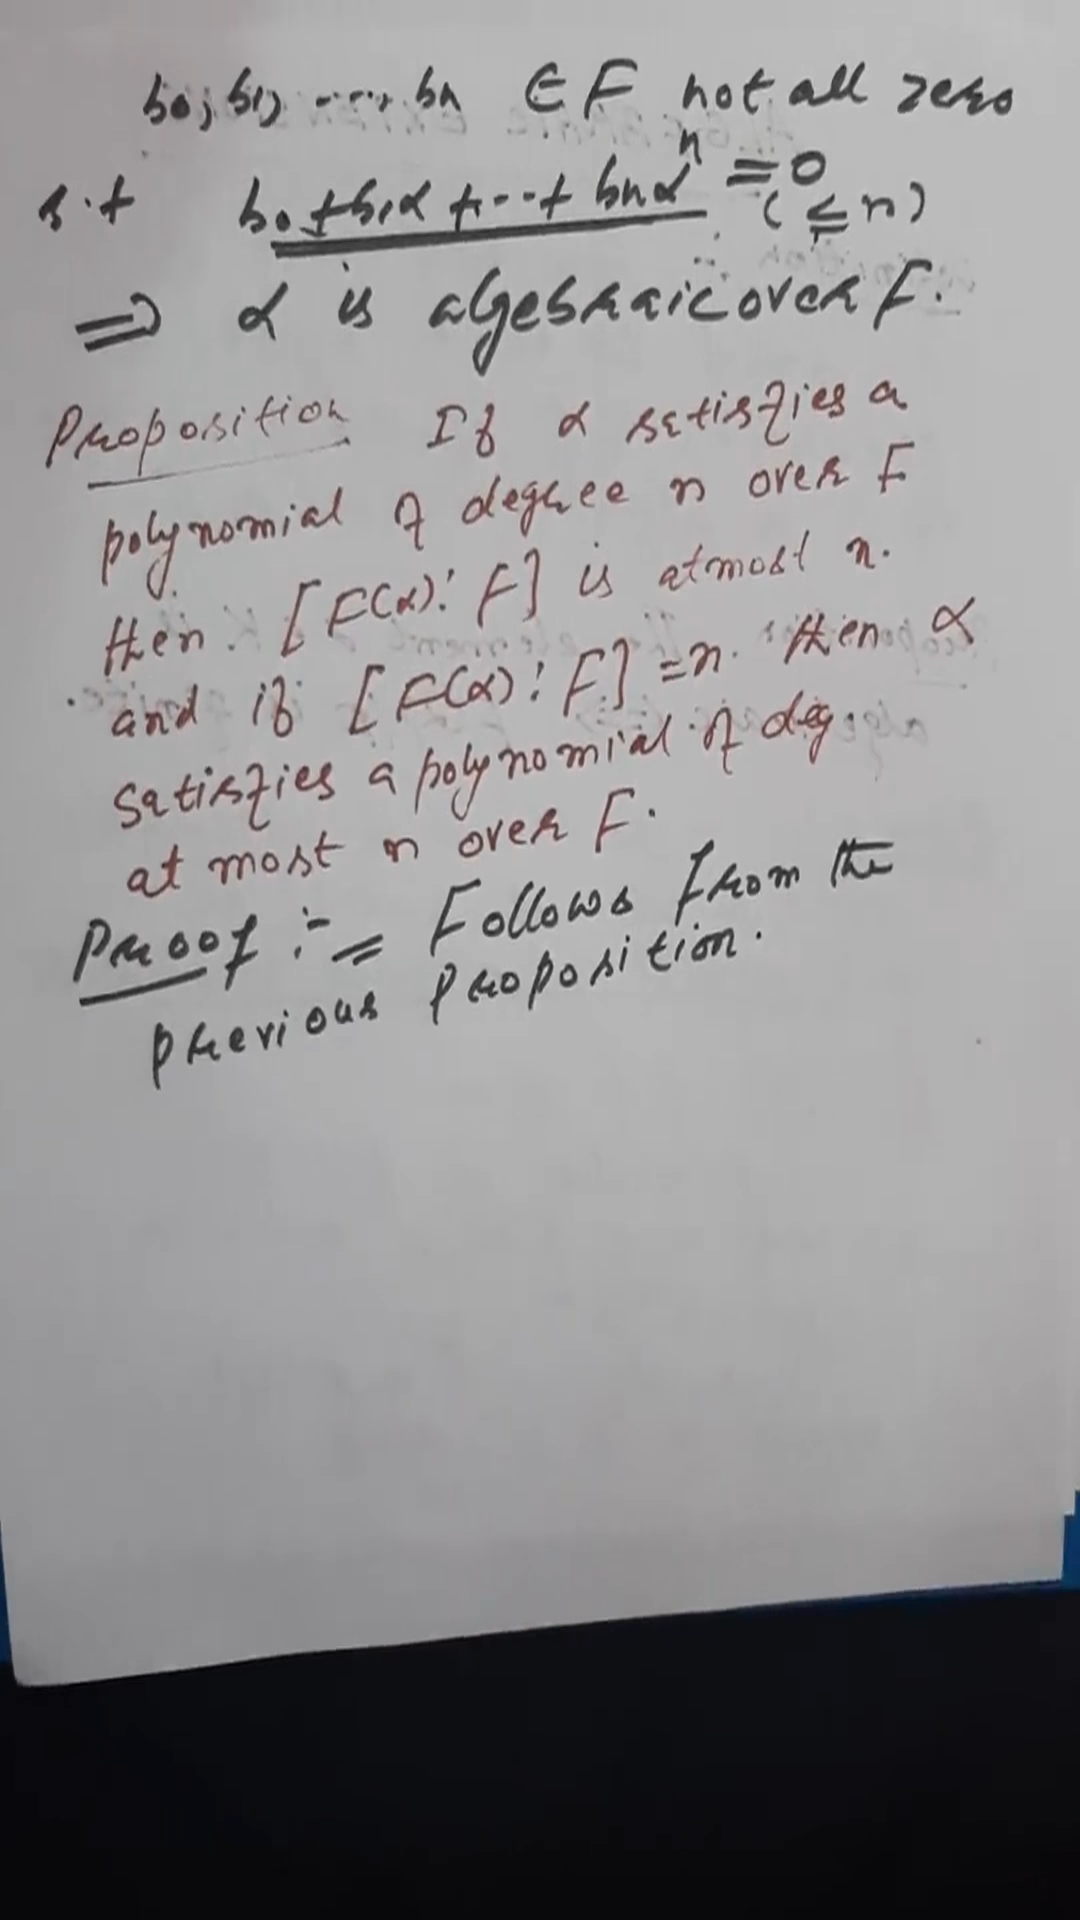 b₀, b₁, ...., bn ∈ F not all zero
s.t b₀+b₁α+...+bnαⁿ = 0
(≤n)
⇒ α is algebraic over F.
Proposition If α satisfies a
polynomial of degree n over F
then [F(α): F] is atmost n.
and if [F(α): F] = n. then α
satisfies a polynomial of deg.
at most n over F.
Proof :- = Follows from the
previous proposition.